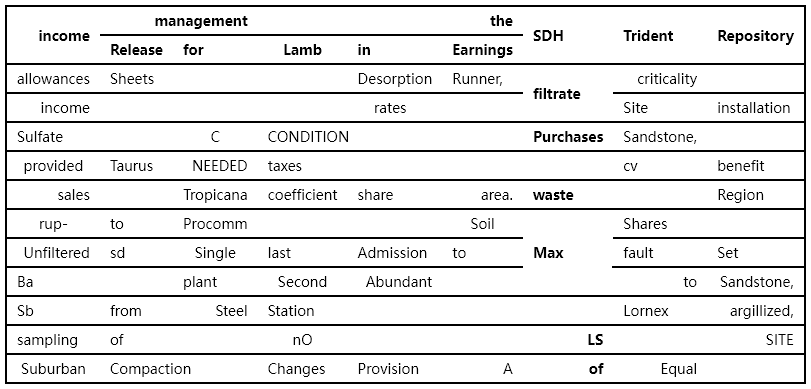 income management the SDH Trident Repository
Release for Lamb in Earnings
allowances Sheets Desorption Runner, filtrate criticality
income rates Site installation
Sulfate C CONDITION Purchases Sandstone,
provided Taurus NEEDED taxes cv benefit
sales Tropicana coefficient share area. waste Region
rup- to Procomm Soil Shares
Unfiltered sd Single last Admission to Max fault Set
Ba plant Second Abundant to Sandstone,
Sb from Steel Station Lornex argillized,
sampling of nO LS SITE
Suburban Compaction Changes Provision A of Equal